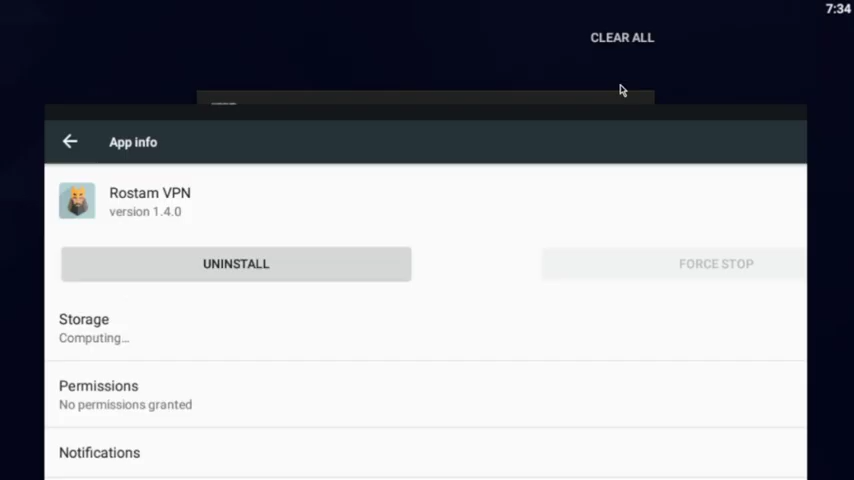 7:34
CLEAR ALL
App info
Rostam VPN
version 1.4.0
UNINSTALL
FORCE STOP
Storage
Computing...
Permissions
No permissions granted
Notifications